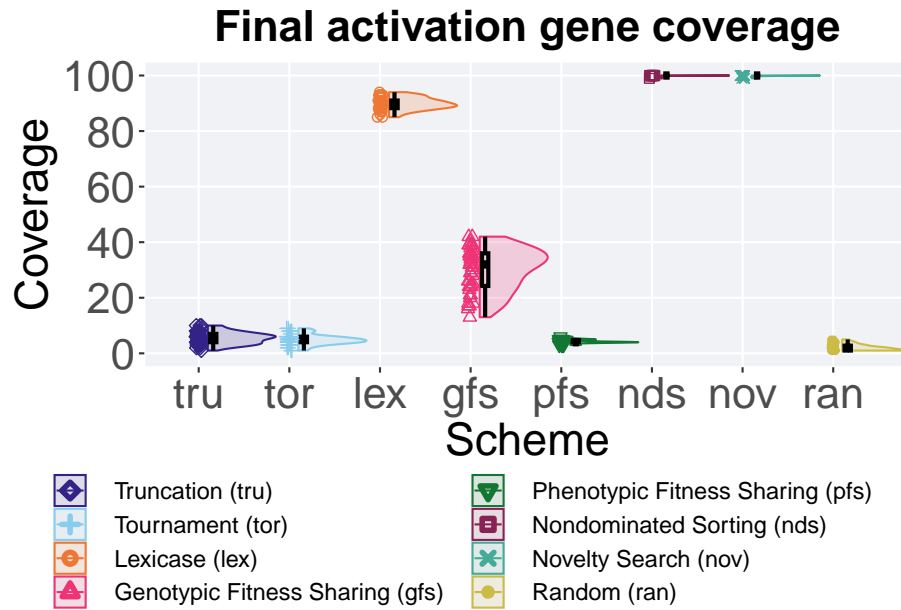 Final activation gene coverage
Coverage
100
80
60
40
20
0
tru tor lex gfs pfs nds nov ran
Scheme
Truncation (tru)
Tournament (tor)
Lexicase (lex)
Genotypic Fitness Sharing (gfs)
Phenotypic Fitness Sharing (pfs)
Nondominated Sorting (nds)
Novelty Search (nov)
Random (ran)